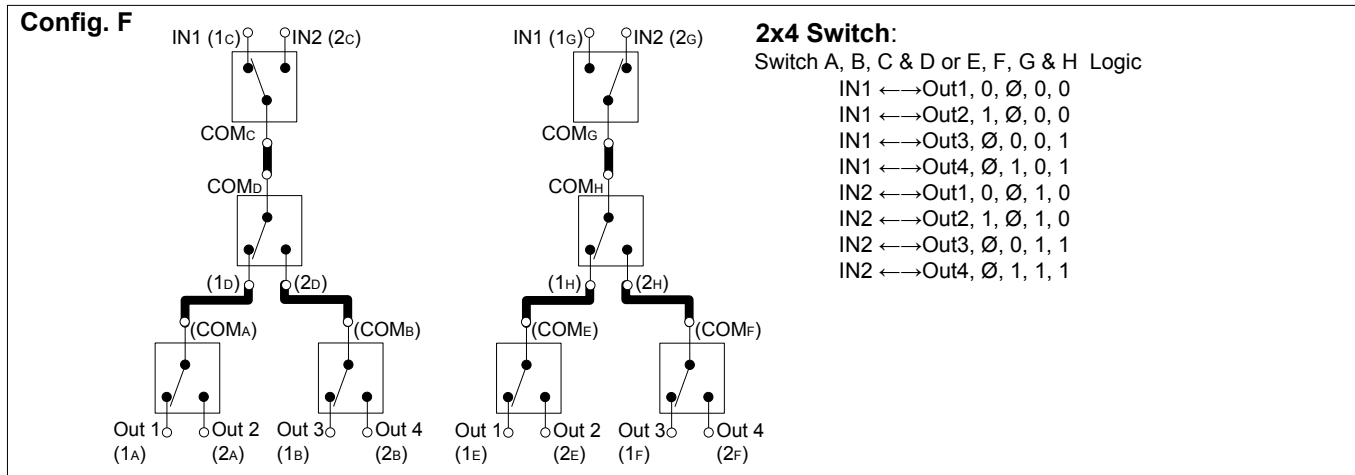 Config. F
IN1 (1C) IN2 (2C)
COMC
COMD
(1D) (2D)
(COMA) (COMB)
Out 1 Out 2 Out 3 Out 4
(1A) (2A) (1B) (2B)
IN1 (1G) IN2 (2G)
COMG
COMH
(1H) (2H)
(COME) (COMF)
Out 1 Out 2 Out 3 Out 4
(1E) (2E) (1F) (2F)
2x4 Switch:
Switch A, B, C & D or E, F, G & H Logic
IN1 ←→Out1, 0, Ø, 0, 0
IN1 ←→Out2, 1, Ø, 0, 0
IN1 ←→Out3, Ø, 0, 0, 1
IN1 ←→Out4, Ø, 1, 0, 1
IN2 ←→Out1, 0, Ø, 1, 0
IN2 ←→Out2, 1, Ø, 1, 0
IN2 ←→Out3, Ø, 0, 1, 1
IN2 ←→Out4, Ø, 1, 1, 1